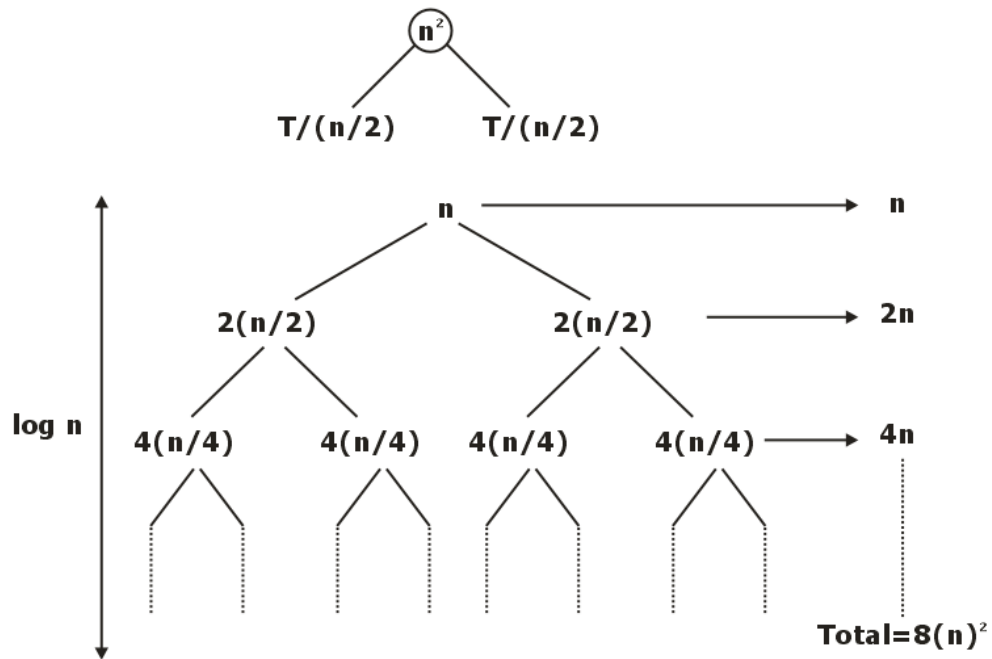 n²
T/(n/2) T/(n/2)
n n
2(n/2) 2(n/2) 2n
log n 4(n/4) 4(n/4) 4(n/4) 4(n/4) 4n
Total=8(n)²